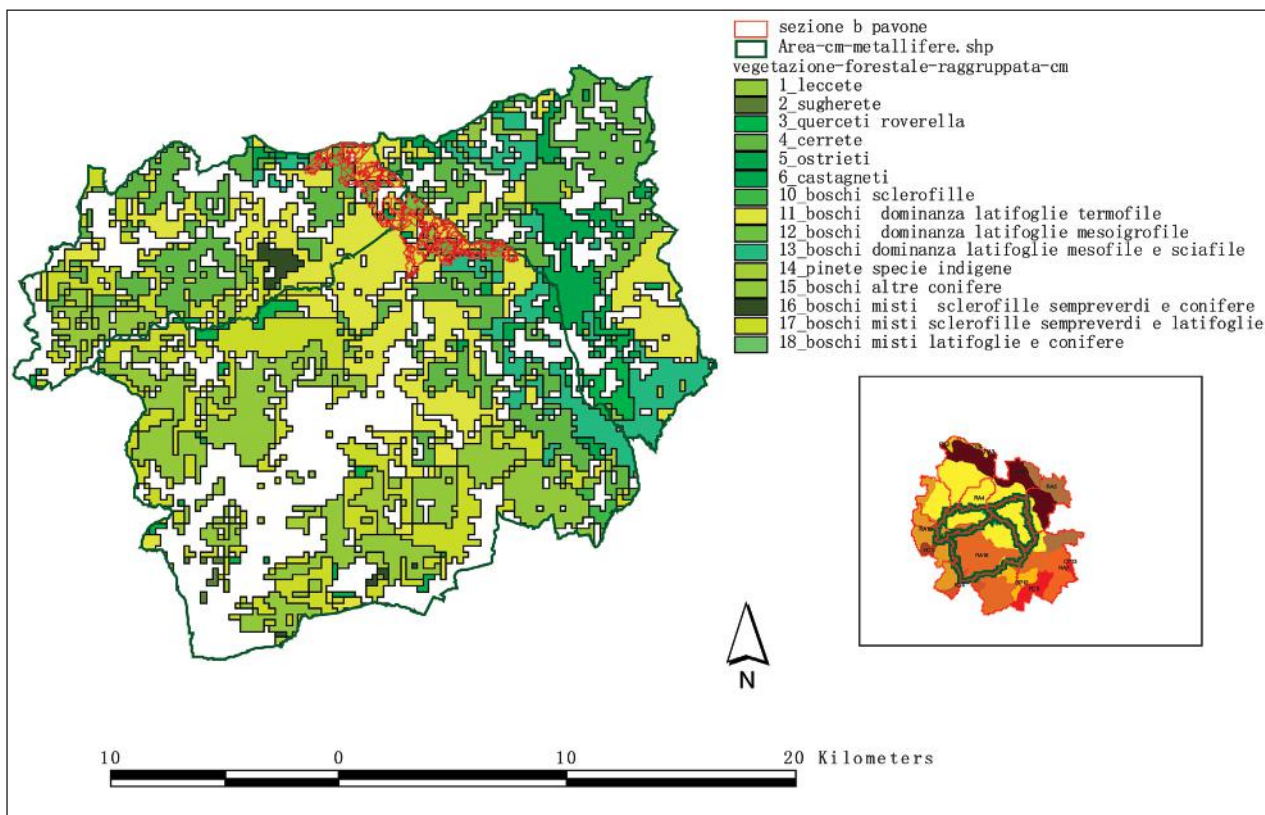 sezione b pavone
Area-cm-metallifere.shp
vegetazione-forestale-raggruppata-cm
1_leccete
2_sugherete
3_querceti roverella
4_cerrete
5_ostrieti
6_castagneti
10_boschi sclerofille
11_boschi dominanza latifoglie termofile
12_boschi dominanza latifoglie mesoigrofile
13_boschi dominanza latifoglie mesofile e sciafile
14_pinete specie indigene
15_boschi altre conifere
16_boschi misti sclerofille sempreverdi e conifere
17_boschi misti sclerofille sempreverdi e latifoglie
18_boschi misti latifoglie e conifere
N
10 0 10 20 Kilometers